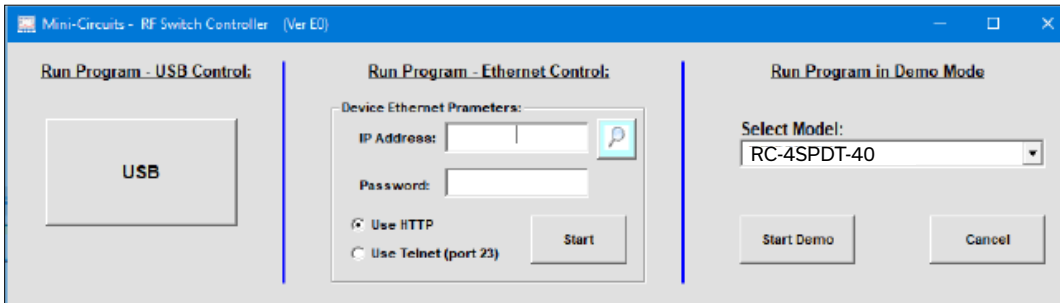 Mini-Circuits - RF Switch Controller (Ver E0)
Run Program - USB Control:
USB
Run Program - Ethernet Control:
Device Ethernet Prameters:
IP Address:
Password:
Use HTTP
Use Telnet (port 23)
Start
Run Program in Demo Mode
Select Model:
RC-4SPDT-40
Start Demo
Cancel